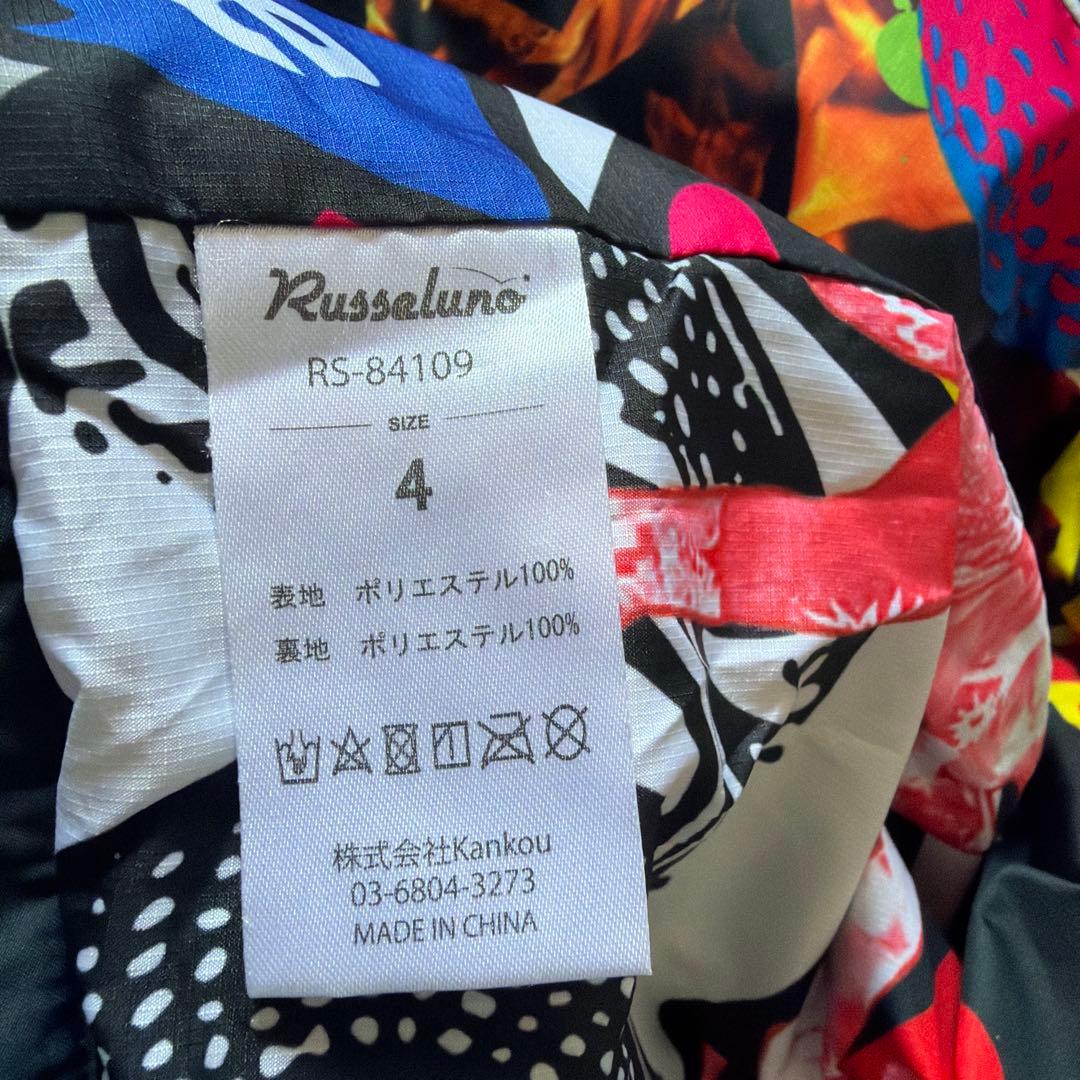 Russeluno
RS-84109
SIZE
4
表地 ポリエステル100%
裏地 ポリエステル100%
株式会社Kankou
03-6804-3273
MADE IN CHINA